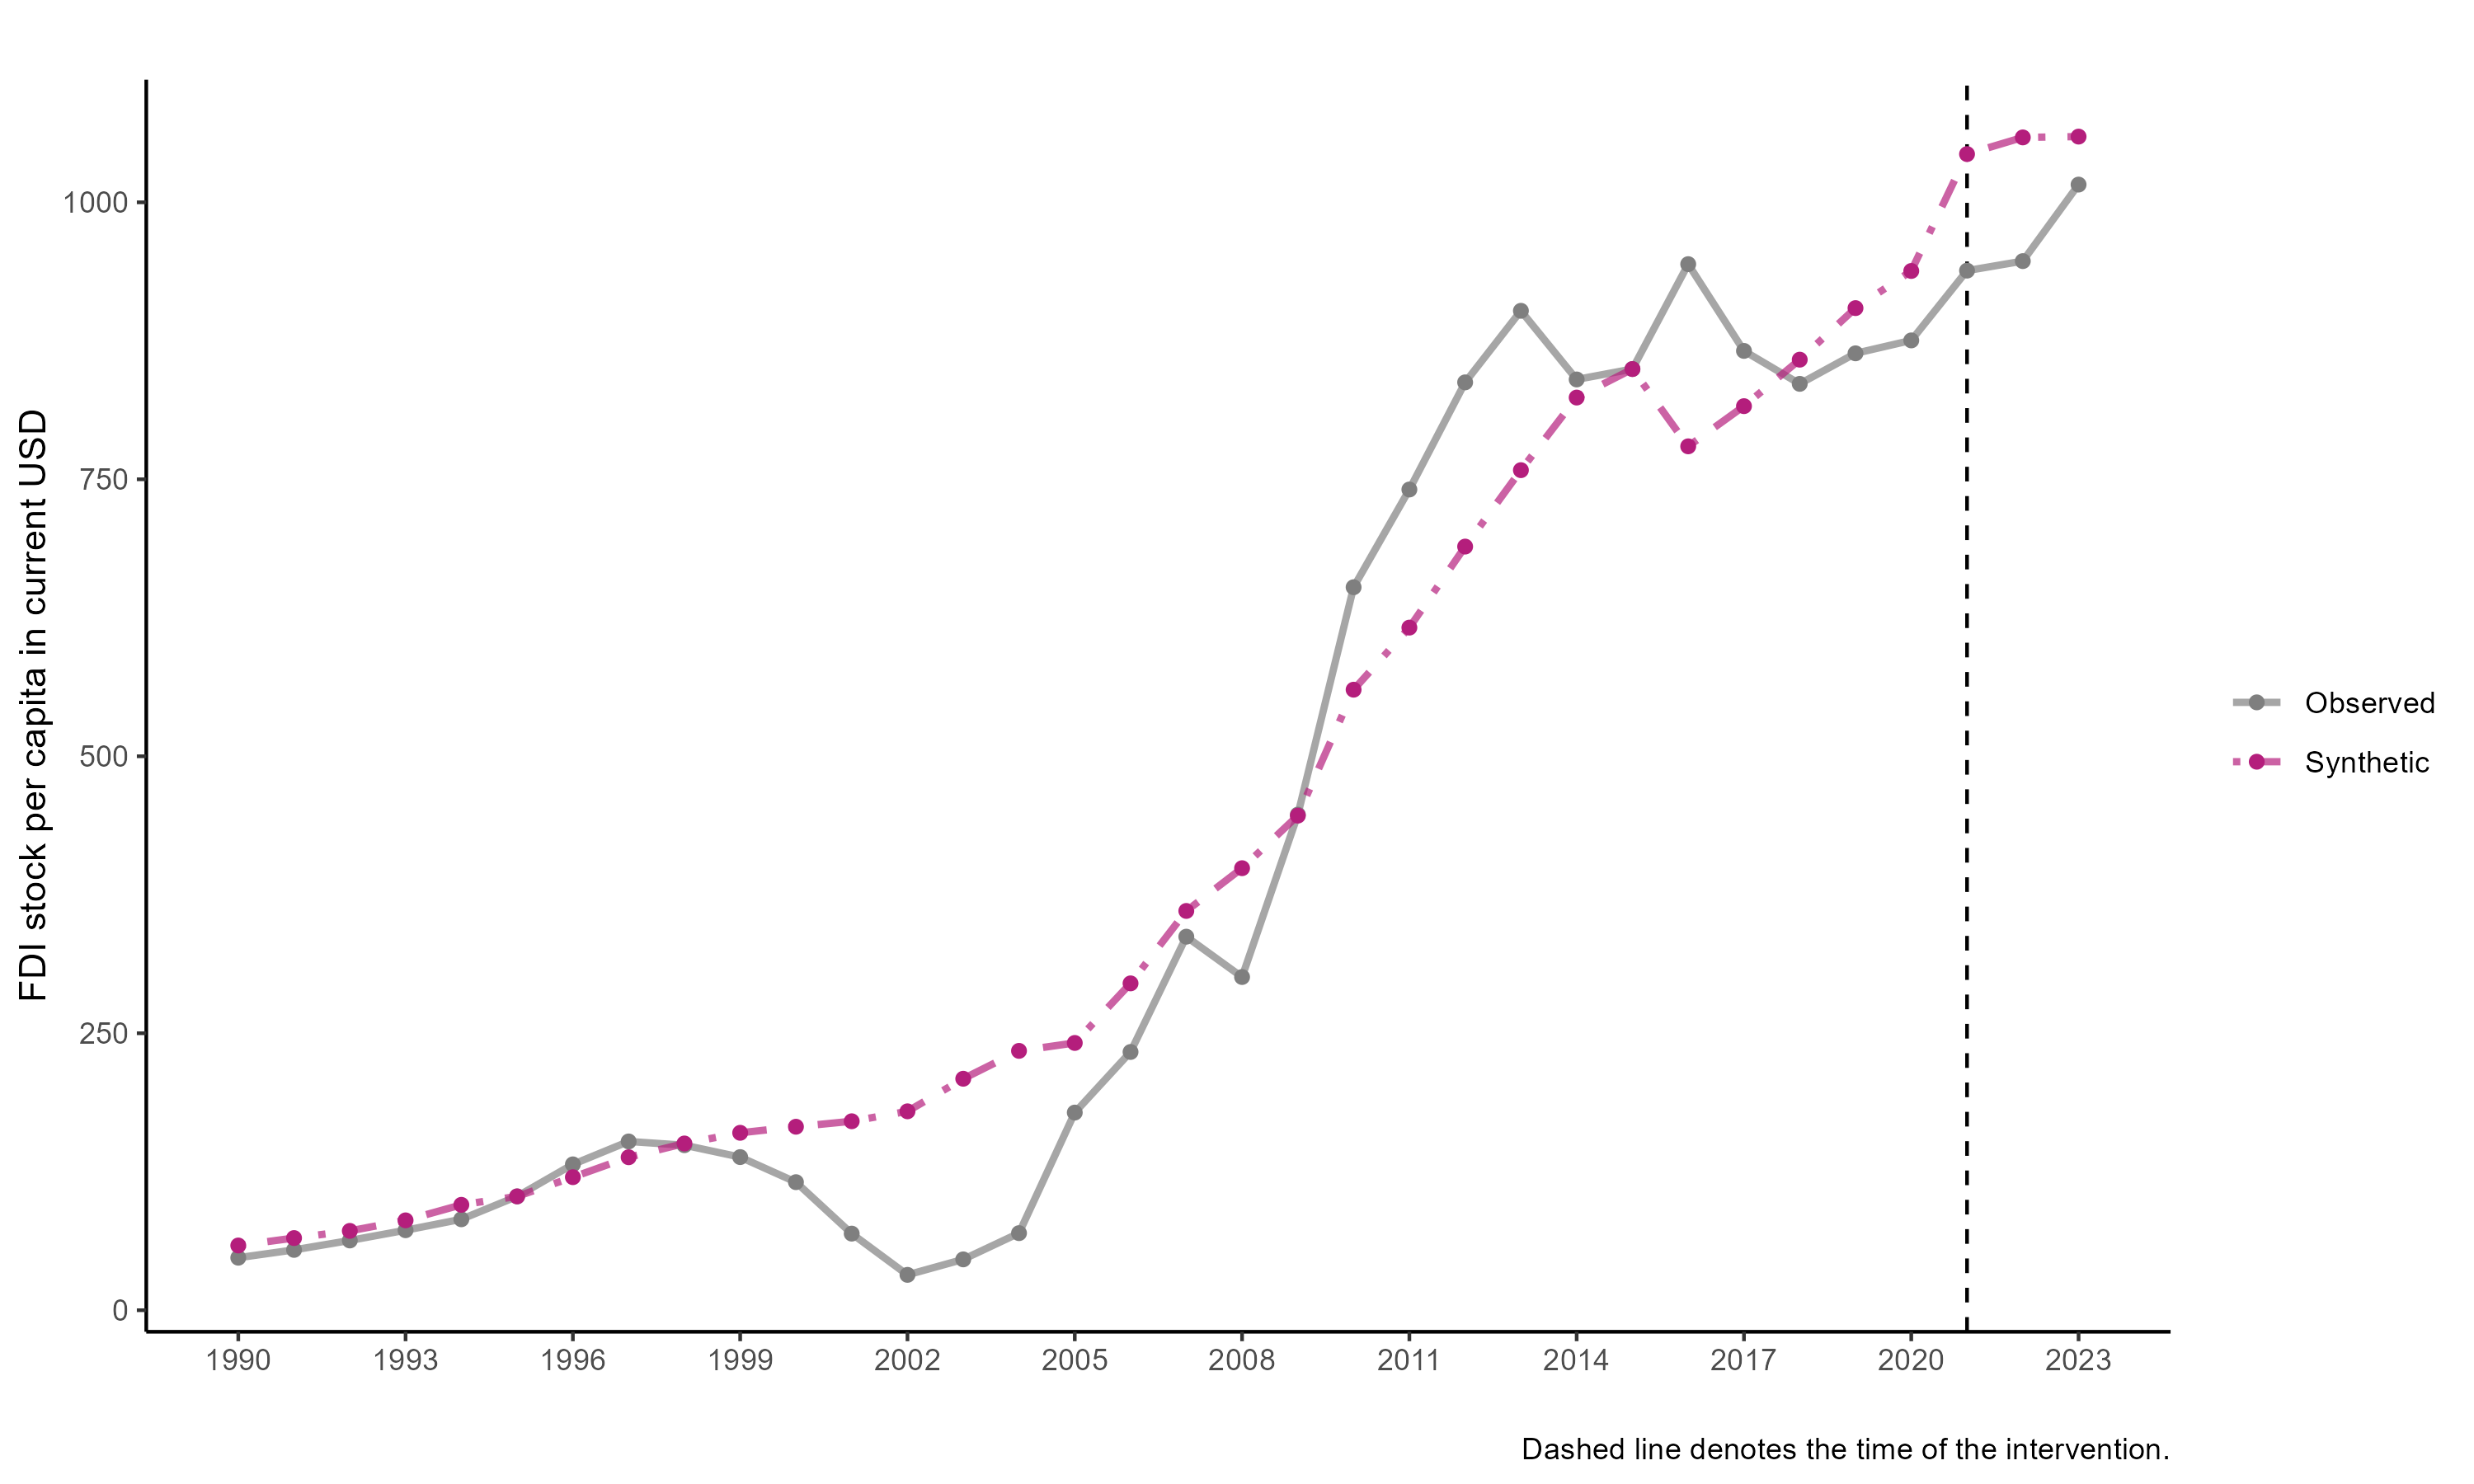 FDI stock per capita in current USD
1000
750
500
250
0
1990 1993 1996 1999 2002 2005 2008 2011 2014 2017 2020 2023
Observed
Synthetic
Dashed line denotes the time of the intervention.